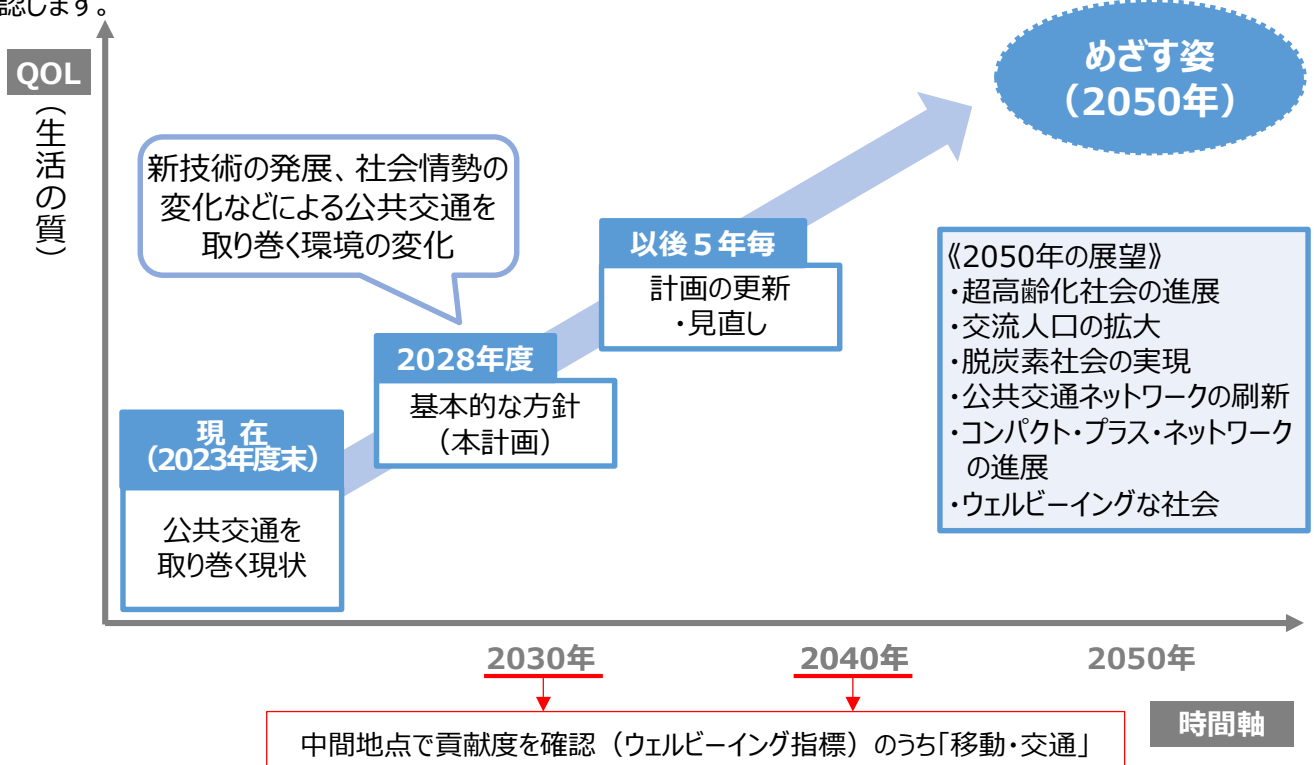 認します。
QOL
（生活の質）
めざす姿
（2050年）
新技術の発展、社会情勢の
変化などによる公共交通を
取り巻く環境の変化
以後５年毎
計画の更新
・見直し
2028年度
基本的な方針
（本計画）
現 在
（2023年度末）
公共交通を
取り巻く現状
《2050年の展望》
・超高齢化社会の進展
・交流人口の拡大
・脱炭素社会の実現
・公共交通ネットワークの刷新
・コンパクト・プラス・ネットワーク
の進展
・ウェルビーイングな社会
2030年
2040年
2050年
時間軸
中間地点で貢献度を確認（ウェルビーイング指標）のうち「移動・交通」